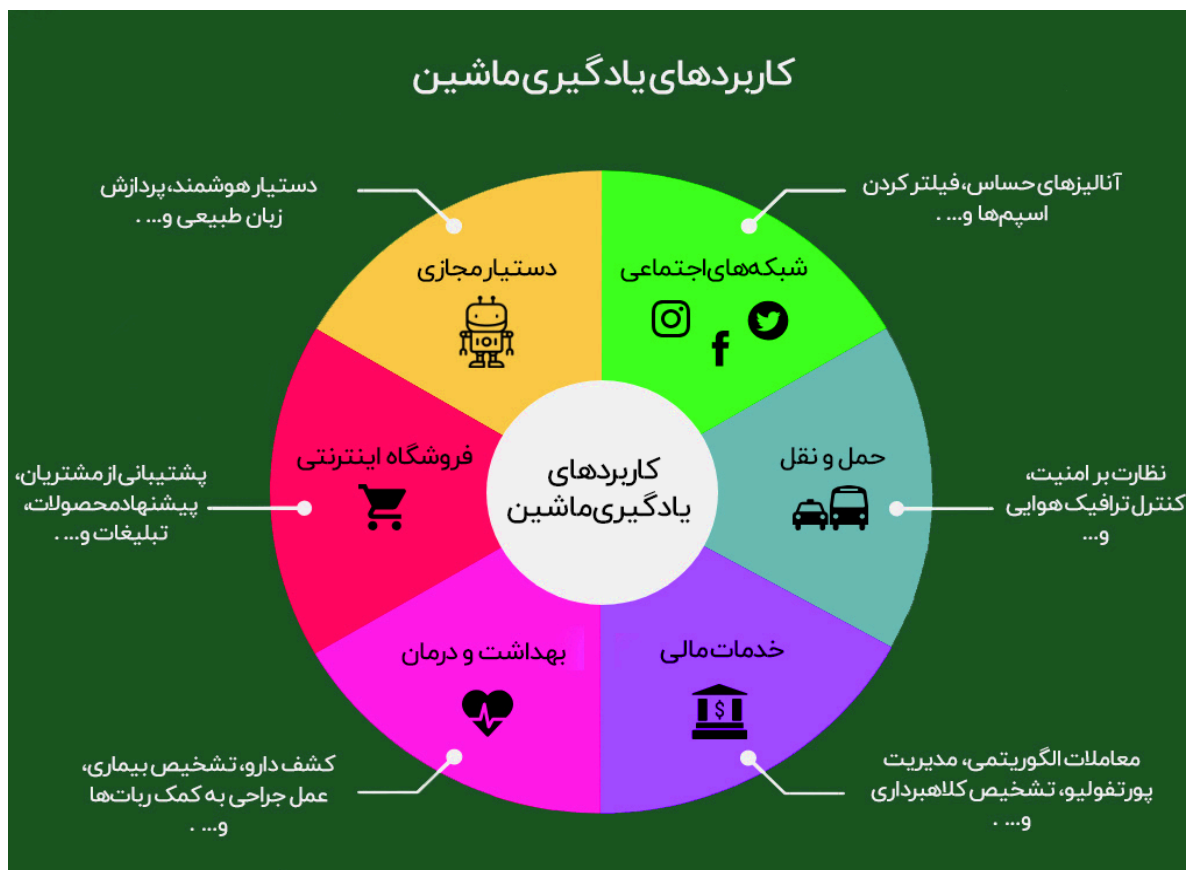 کاربردهای یادگیری ماشین
آنالیزهای حساس، فیلتر کردن
اسپم‌ها و... .
شبکه‌های اجتماعی
دستیار هوشمند، پردازش
زبان طبیعی و... .
دستیار مجازی
حمل و نقل
نظارت بر امنیت،
کنترل ترافیک هوایی
و...
کاربردهای
یادگیری ماشین
فروشگاه اینترنتی
پشتیبانی از مشتریان،
پیشنهاد محصولات،
تبلیغات و... .
خدمات مالی
$
معاملات الگوریتمی، مدیریت
پورتفولیو، تشخیص کلاهبرداری
و... .
بهداشت و درمان
کشف دارو، تشخیص بیماری،
عمل جراحی به کمک ربات‌ها
و... .